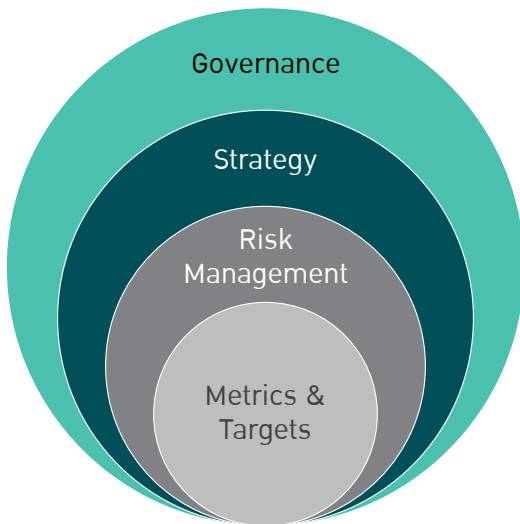 Governance
Strategy
Risk
Management
Metrics &
Targets